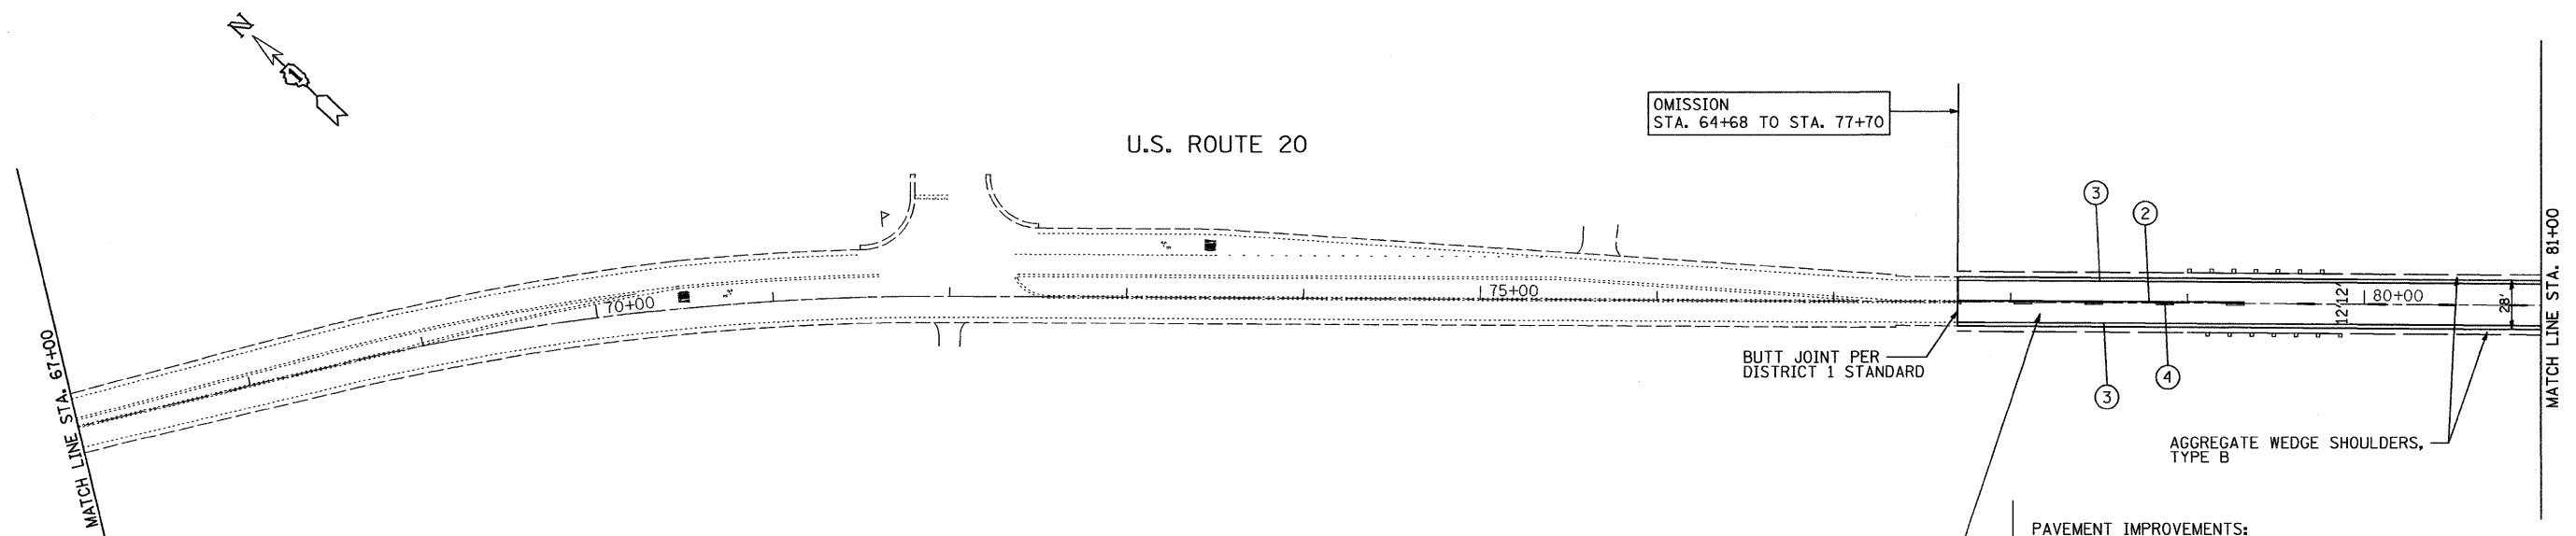 N
1
U.S. ROUTE 20
OMISSION
STA. 64+68 TO STA. 77+70
3
2
70+00
75+00
80+00
12' 12'
28'
MATCH LINE STA. 67+00
MATCH LINE STA. 81+00
BUTT JOINT PER
DISTRICT 1 STANDARD
3
4
AGGREGATE WEDGE SHOULDERS,
TYPE B
PAVEMENT IMPROVEMENTS: